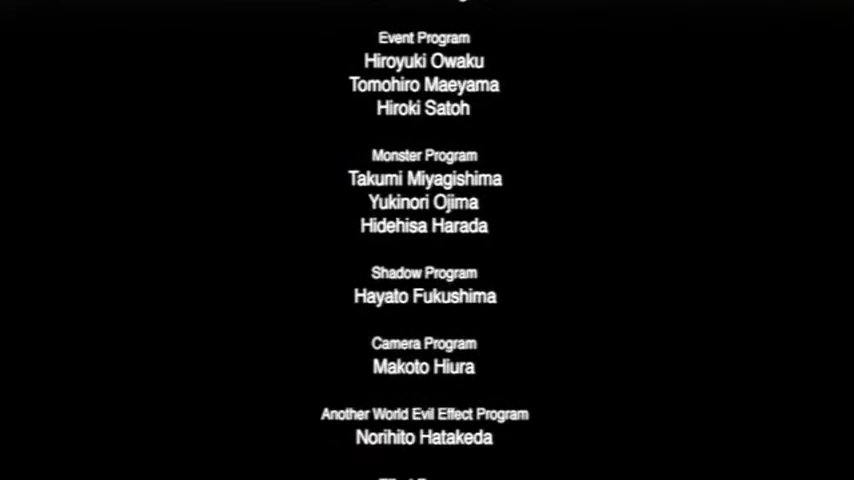 Event Program
Hiroyuki Owaku
Tomohiro Maeyama
Hiroki Satoh
Monster Program
Takumi Miyagishima
Yukinori Ojima
Hidehisa Harada
Shadow Program
Hayato Fukushima
Camera Program
Makoto Hiura
Another World Evil Effect Program
Norihito Hatakeda